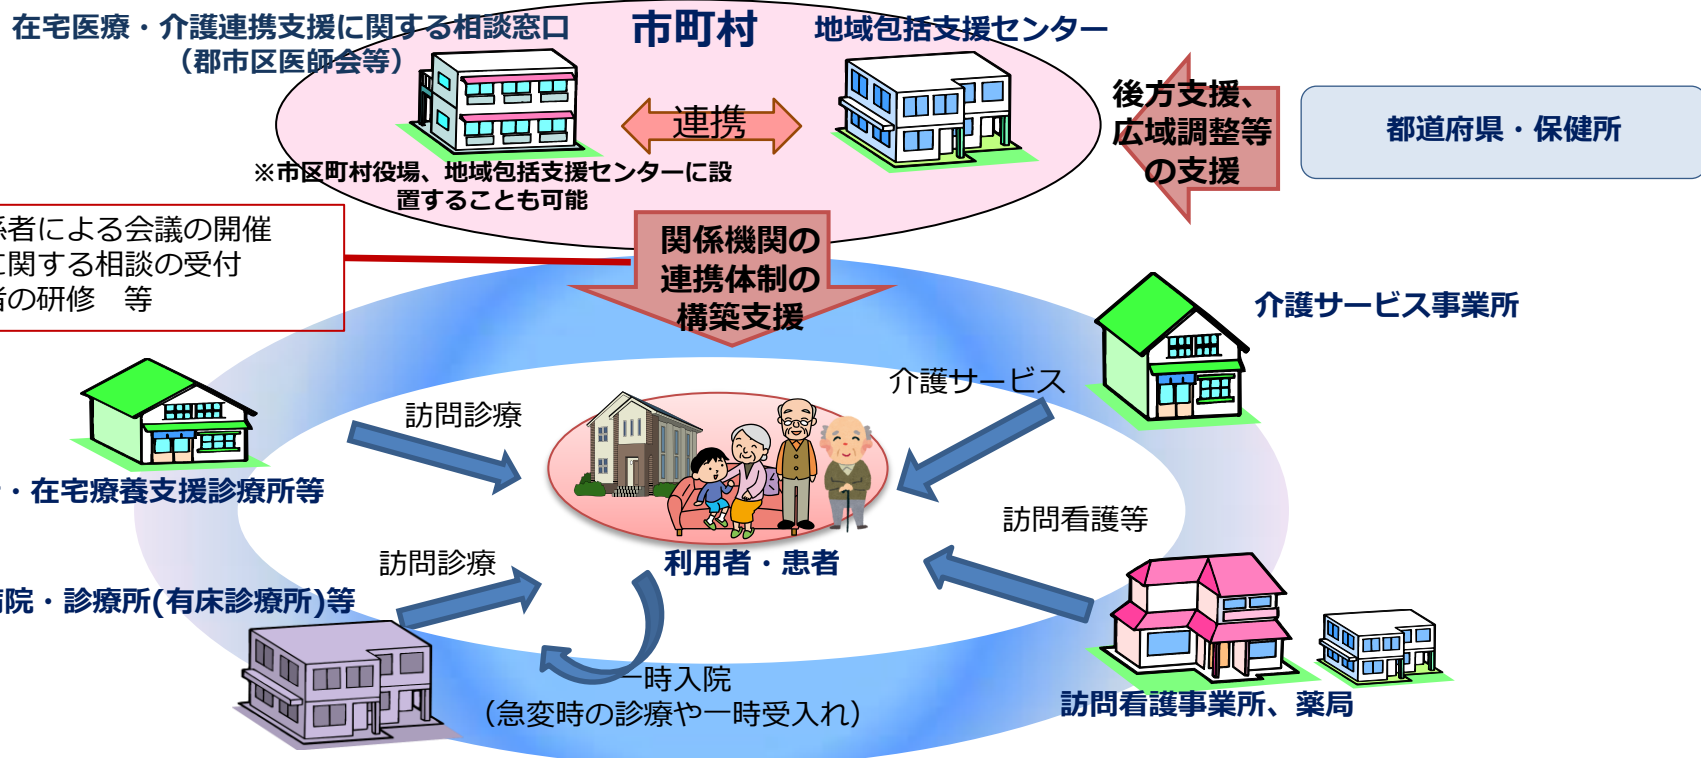 在宅医療・介護連携支援に関する相談窓口
（郡市区医師会等）
市町村
地域包括支援センター
連携
※市区町村役場、地域包括支援センターに設
置することも可能
後方支援、
広域調整等
の支援
都道府県・保健所
係者による会議の開催
に関する相談の受付
者の研修　等
関係機関の
連携体制の
構築支援
介護サービス事業所
介護サービス
訪問診療
・在宅療養支援診療所等
利用者・患者
訪問看護等
訪問診療
病院・診療所(有床診療所)等
一時入院
（急変時の診療や一時受入れ）
訪問看護事業所、薬局